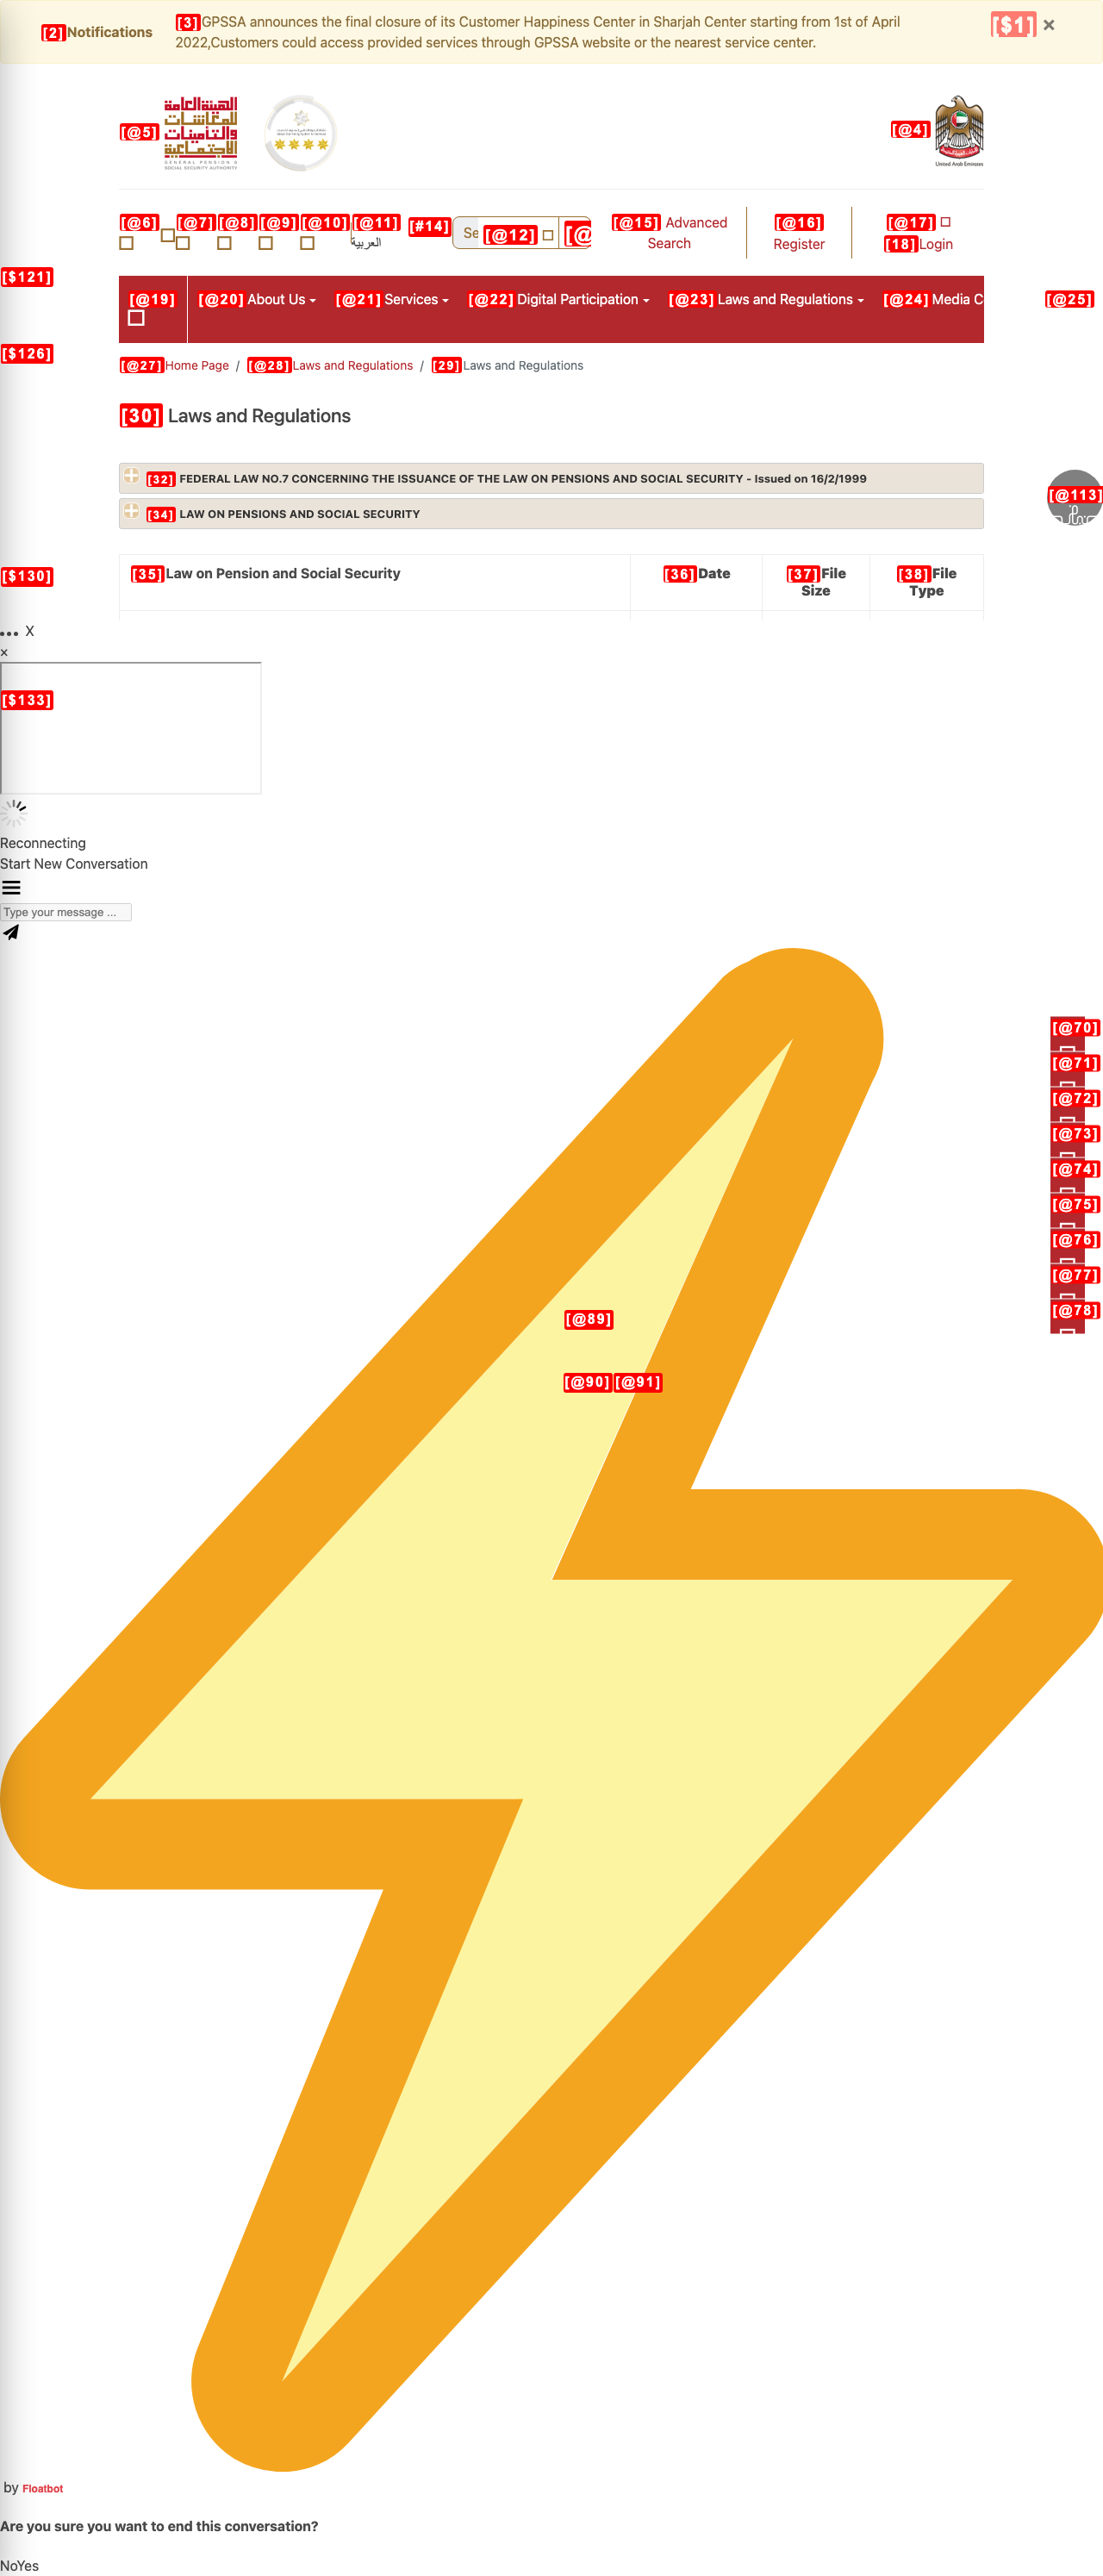 [2]Notifications
[3]GPSSA announces the final closure of its Customer Happiness Center in Sharjah Center starting from 1st of April
2022,Customers could access provided services through GPSSA website or the nearest service center.
[$1] ×
[@5]
الهيئة العامة
للمعاشات
والتأمينات
الاجتماعية
GENERAL PENSION &
SOCIAL SECURITY AUTHORITY
[@4]
United Arab Emirates
[@6] [@7] [@8] [@9] [@10] [@11]
العربية
[#14] Se [@12] [@
[@15] Advanced
Search
[@16]
Register
[@17]
[18]Login
[$121]
[@19] [@20] About Us [@21] Services [@22] Digital Participation [@23] Laws and Regulations [@24] Media C [@25]
[$126]
[@27]Home Page / [@28]Laws and Regulations / [29]Laws and Regulations
[30] Laws and Regulations
[32] FEDERAL LAW NO.7 CONCERNING THE ISSUANCE OF THE LAW ON PENSIONS AND SOCIAL SECURITY - Issued on 16/2/1999
[@113]
[34] LAW ON PENSIONS AND SOCIAL SECURITY
[$130]
[35]Law on Pension and Social Security [36]Date [37]File
Size [38]File
Type
X
×
[$133]
Reconnecting
Start New Conversation
Type your message ...
[@70]
[@71]
[@72]
[@73]
[@74]
[@75]
[@76]
[@77]
[@78]
[@89]
[@90][@91]
by Floatbot
Are you sure you want to end this conversation?
NoYes